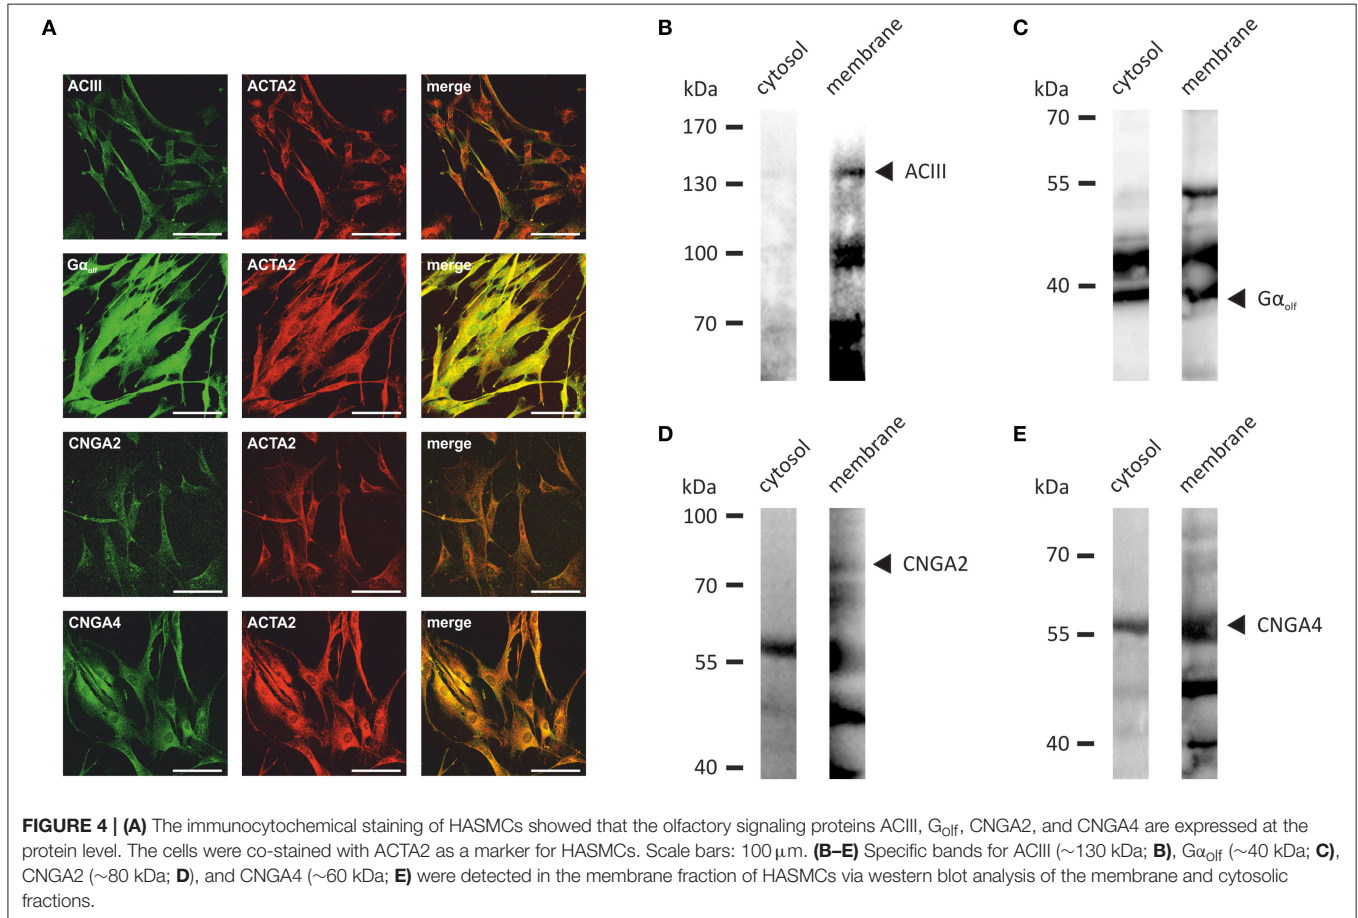 A
ACIII
ACTA2
merge
Gαolf
ACTA2
merge
CNGA2
ACTA2
merge
CNGA4
ACTA2
merge
B
cytosol
membrane
kDa
170
130
100
70
ACIII
C
cytosol
membrane
kDa
70
55
40
Gαolf
D
cytosol
membrane
kDa
100
70
55
40
CNGA2
E
cytosol
membrane
kDa
70
55
40
CNGA4
FIGURE 4 | (A) The immunocytochemical staining of HASMCs showed that the olfactory signaling proteins ACIII, Golf, CNGA2, and CNGA4 are expressed at the
protein level. The cells were co-stained with ACTA2 as a marker for HASMCs. Scale bars: 100 μm. (B–E) Specific bands for ACIII (~130 kDa; B), Gαolf (~40 kDa; C),
CNGA2 (~80 kDa; D), and CNGA4 (~60 kDa; E) were detected in the membrane fraction of HASMCs via western blot analysis of the membrane and cytosolic
fractions.